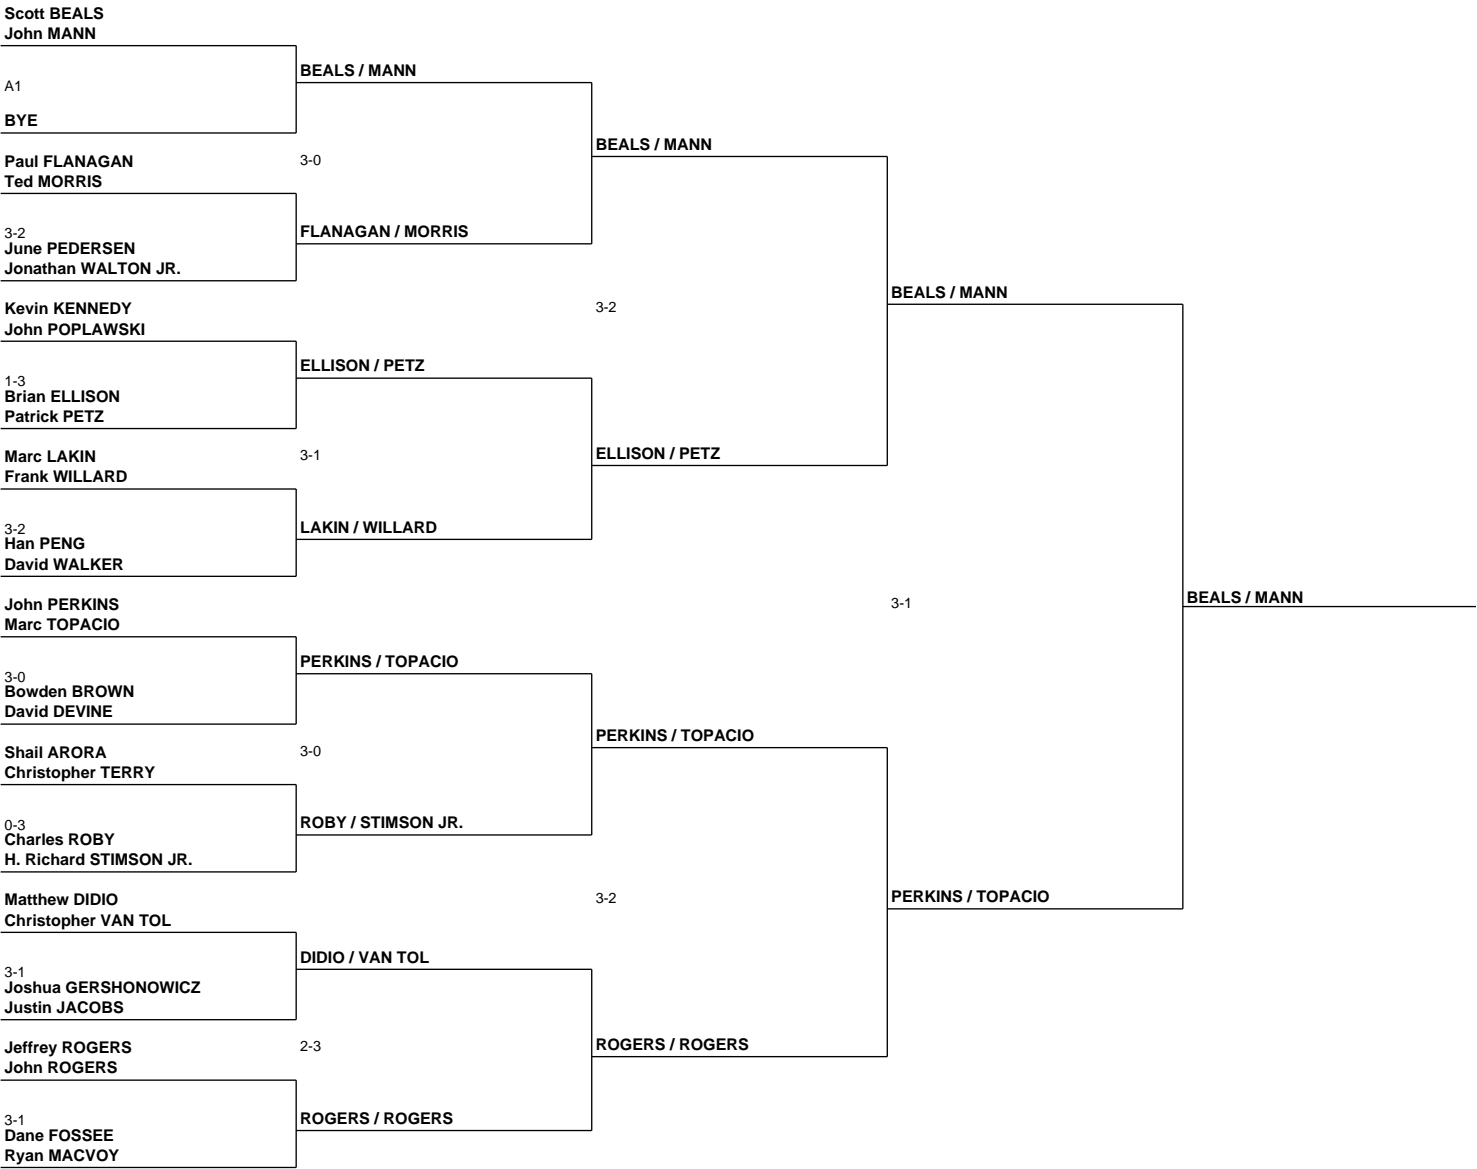 Scott BEALS
John MANN
A1
BYE
BEALS / MANN
Paul FLANAGAN
Ted MORRIS
3-2
June PEDERSEN
Jonathan WALTON JR.
FLANAGAN / MORRIS
3-0
BEALS / MANN
Kevin KENNEDY
John POPLAWSKI
1-3
Brian ELLISON
Patrick PETZ
ELLISON / PETZ
Marc LAKIN
Frank WILLARD
3-2
Han PENG
David WALKER
LAKIN / WILLARD
3-1
ELLISON / PETZ
3-2
BEALS / MANN
John PERKINS
Marc TOPACIO
3-0
Bowden BROWN
David DEVINE
PERKINS / TOPACIO
Shail ARORA
Christopher TERRY
0-3
Charles ROBY
H. Richard STIMSON JR.
ROBY / STIMSON JR.
3-0
PERKINS / TOPACIO
Matthew DIDIO
Christopher VAN TOL
3-1
Joshua GERSHONOWICZ
Justin JACOBS
DIDIO / VAN TOL
Jeffrey ROGERS
John ROGERS
3-1
Dane FOSSEE
Ryan MACVOY
ROGERS / ROGERS
2-3
ROGERS / ROGERS
3-2
PERKINS / TOPACIO
3-1
BEALS / MANN